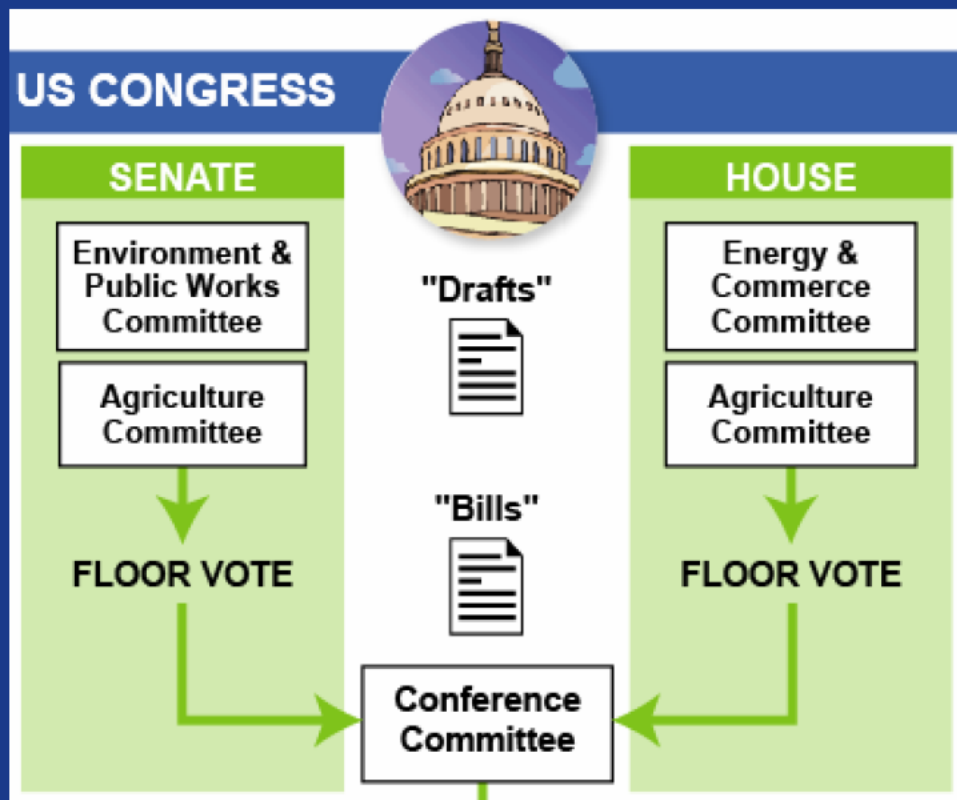 US CONGRESS
SENATE
Environment &
Public Works
Committee
Agriculture
Committee
FLOOR VOTE
"Drafts"
"Bills"
Conference
Committee
HOUSE
Energy &
Commerce
Committee
Agriculture
Committee
FLOOR VOTE